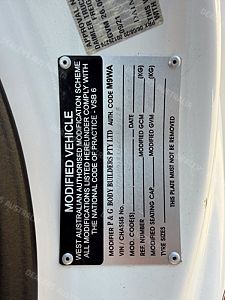 MODIFIED VEHICLE
WEST AUSTRALIAN AUTHORISED MODIFICATION SCHEME
ALL MODIFICATIONS LISTED HEREUNDER COMPLY WITH
THE NATIONAL CODE OF PRACTICE - VSB 6
MODIFIER P & G BODY BUILDERS PTY LTD AUTH. CODE M9WA
VIN / CHASSIS No.
MOD. CODE(S) DATE
REF. NUMBER MODIFIED GCM (KG)
MODIFIED SEATING CAP. MODIFIED GVM (KG)
TYRE SIZES
THIS PLATE MUST NOT BE REMOVED